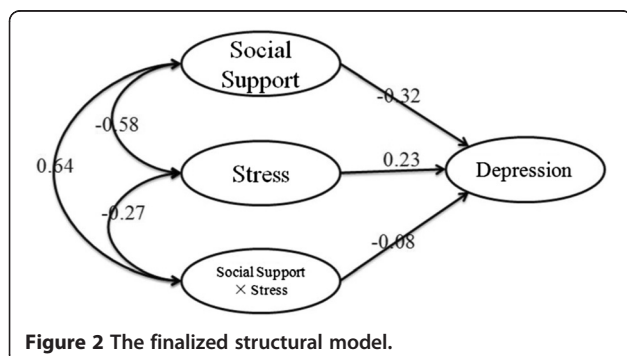 Social
Support
-0.32
-0.58
0.64
Stress
0.23
Depression
-0.27
-0.08
Social Support
× Stress
Figure 2 The finalized structural model.